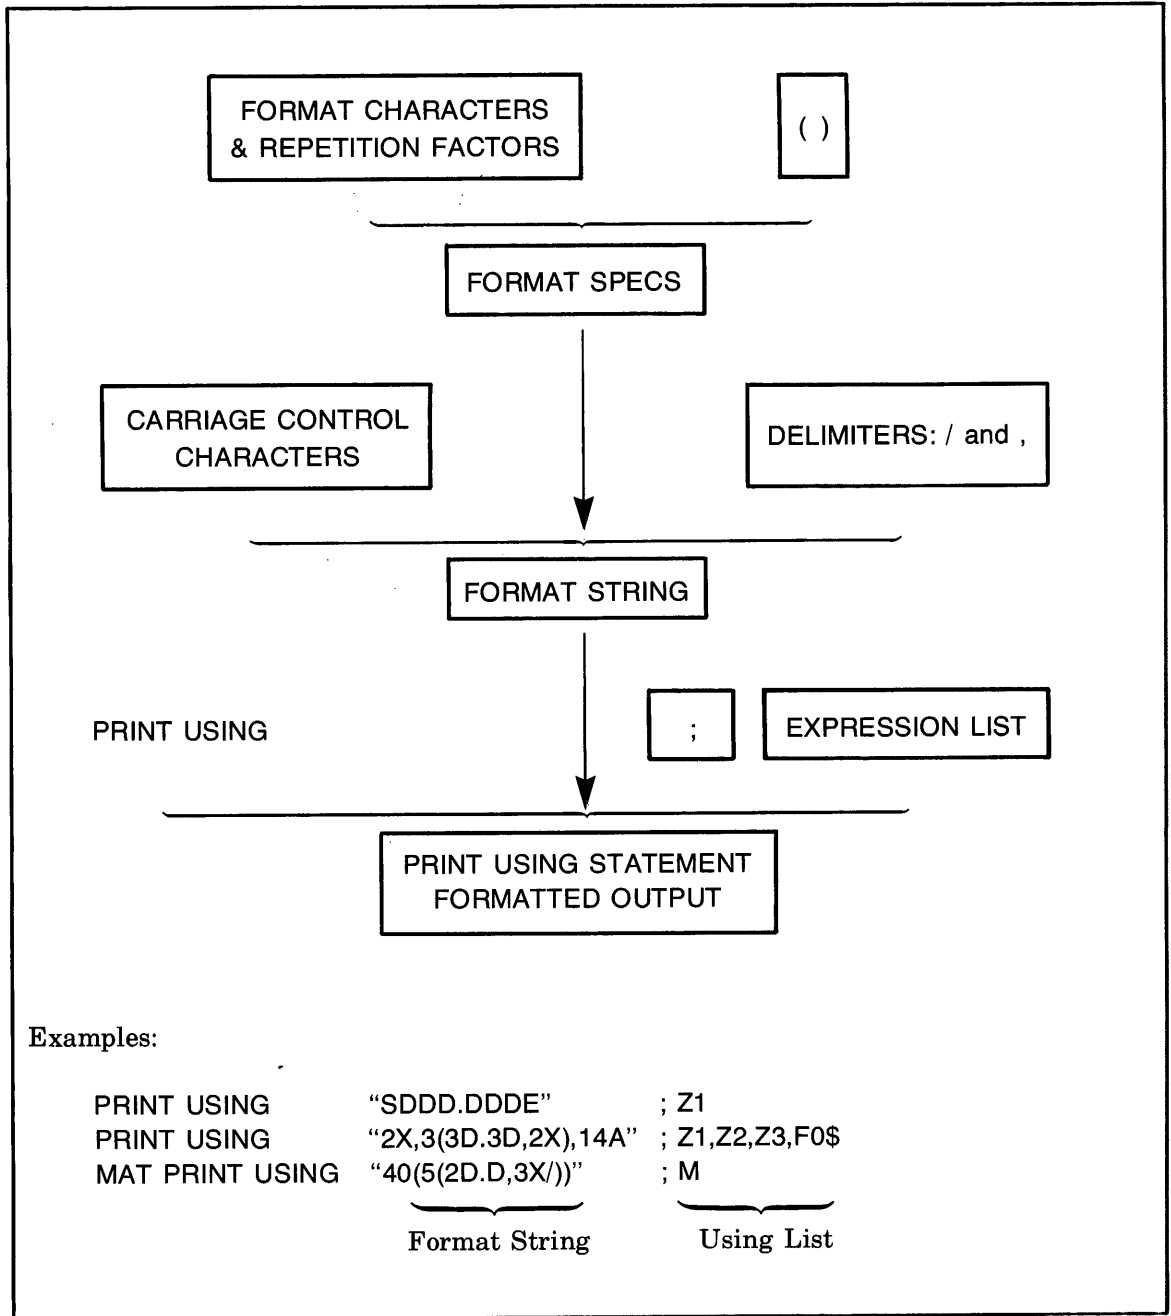 FORMAT CHARACTERS
& REPETITION FACTORS
( )
FORMAT SPECS
CARRIAGE CONTROL
CHARACTERS
DELIMITERS: / and ,
FORMAT STRING
PRINT USING
;
EXPRESSION LIST
PRINT USING STATEMENT
FORMATTED OUTPUT
Examples:
PRINT USING “SDDD.DDDE” ; Z1
PRINT USING “2X,3(3D.3D,2X),14A” ; Z1,Z2,Z3,F0$
MAT PRINT USING “40(5(2D.D,3X/))” ; M
Format String Using List